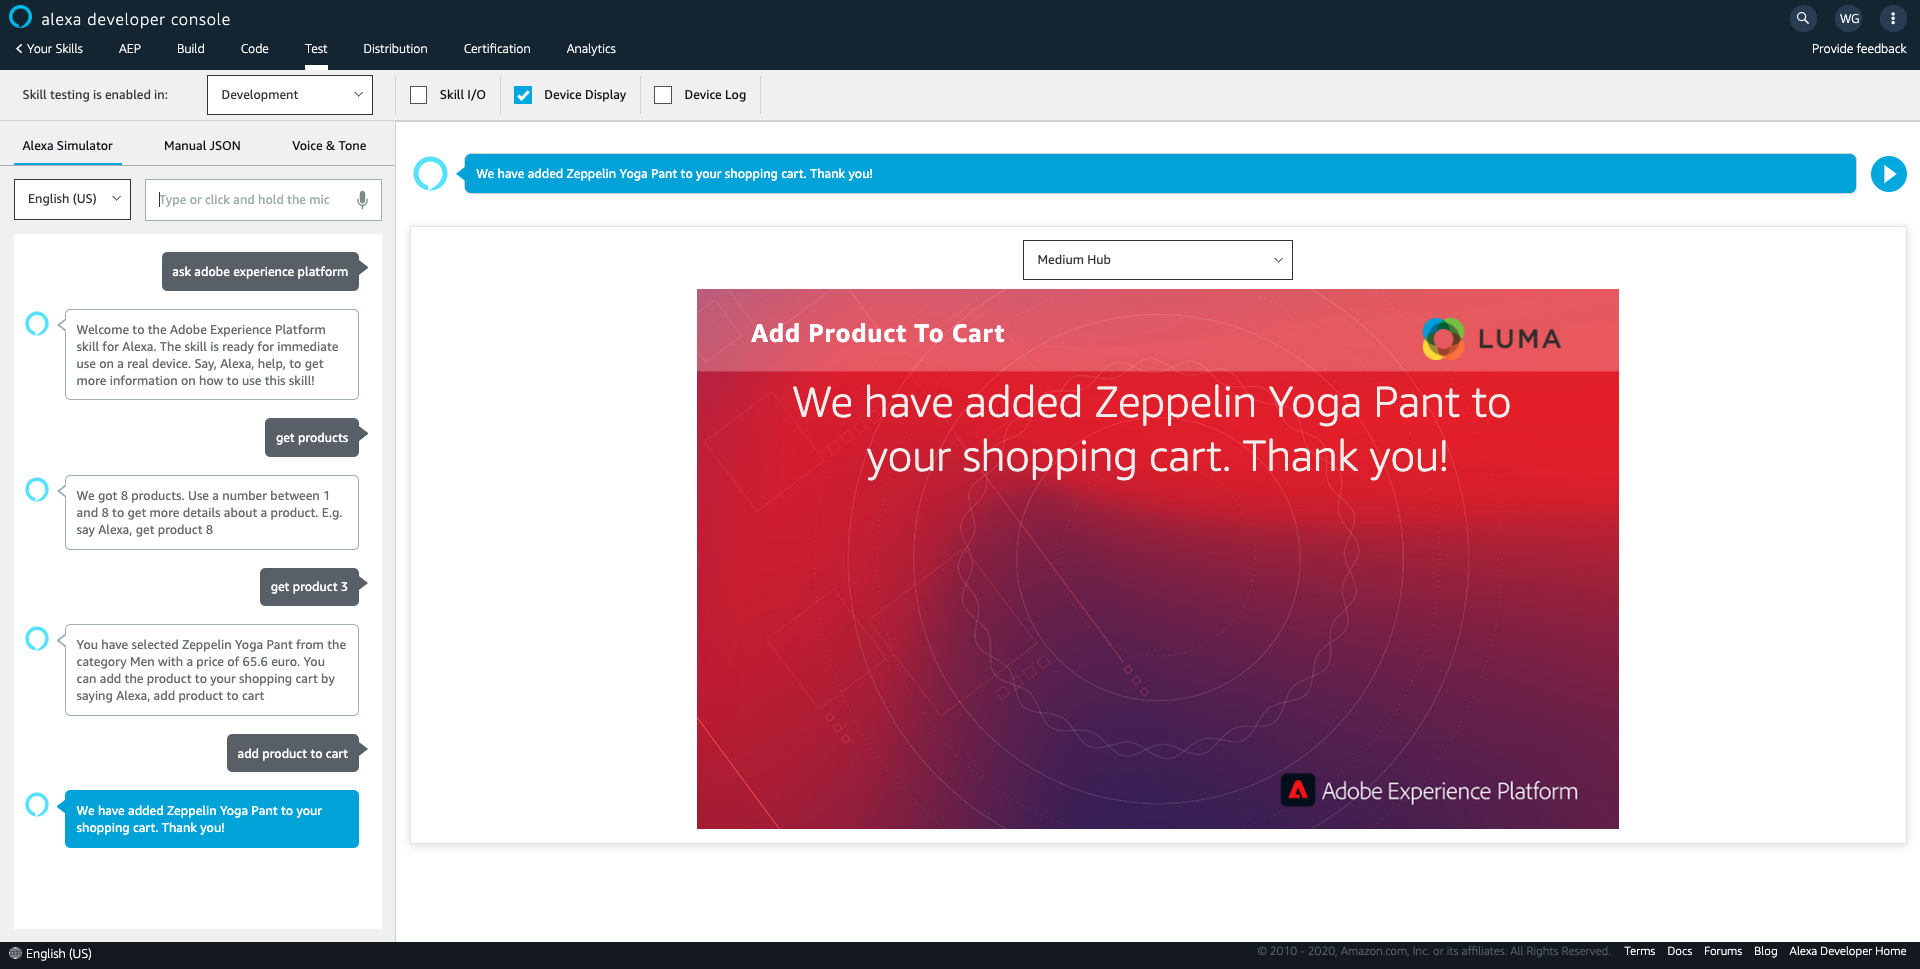 alexa developer console
WG
Your Skills
AEP
Build
Code
Test
Distribution
Certification
Analytics
Provide feedback
Skill testing is enabled in:
Development
Skill I/O
Device Display
Device Log
Alexa Simulator
Manual JSON
Voice & Tone
English (US)
Type or click and hold the mic
ask adobe experience platform
Welcome to the Adobe Experience Platform
skill for Alexa. The skill is ready for immediate
use on a real device. Say, Alexa, help, to get
more information on how to use this skill!
get products
We got 8 products. Use a number between 1
and 8 to get more details about a product. E.g.
say Alexa, get product 8
get product 3
You have selected Zeppelin Yoga Pant from the
category Men with a price of 65.6 euro. You
can add the product to your shopping cart by
saying Alexa, add product to cart
add product to cart
We have added Zeppelin Yoga Pant to your
shopping cart. Thank you!
We have added Zeppelin Yoga Pant to your shopping cart. Thank you!
Medium Hub
Add Product To Cart
LUMA
We have added Zeppelin Yoga Pant to
your shopping cart. Thank you!
Adobe Experience Platform
English (US)
© 2010 - 2020, Amazon.com, Inc. or its affiliates. All Rights Reserved.
Terms
Docs
Forums
Blog
Alexa Developer Home